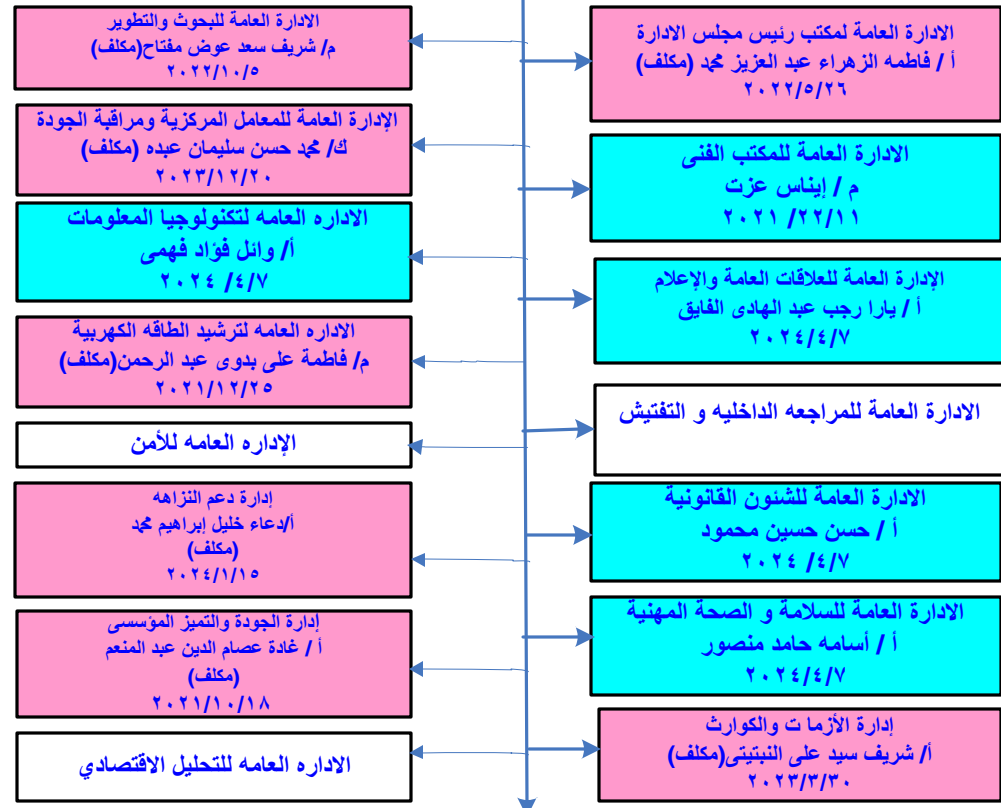 الادارة العامة لمكتب رئيس مجلس الادارة
أ / فاطمه الزهراء عبد العزيز محمد (مكلف)
٢٠٢٢/٥/٢٦
الادارة العامة للمكتب الفنى
م / إيناس عزت
٢٠٢١ /٢٢/١١
الإدارة العامة للعلاقات العامة والإعلام
أ / يارا رجب عبد الهادى الفايق
٢٠٢٤/٤/٧
الادارة العامة للمراجعه الداخليه و التفتيش
الادارة العامة للشئون القانونية
أ / حسن حسين محمود
٢٠٢٤ /٤/٧
الادارة العامة للسلامة و الصحة المهنية
أ / أسامه حامد منصور
٢٠٢٤/٤/٧
إدارة الأزما ت والكوارث
أ/ شريف سيد على النبتيتى(مكلف)
٢٠٢٣/٣/٣٠
الادارة العامة للبحوث والتطوير
م/ شريف سعد عوض مفتاح(مكلف)
٢٠٢٢/١٠/٥
الإدارة العامة للمعامل المركزية ومراقبة الجودة
ك/ محمد حسن سليمان عبده (مكلف)
٢٠٢٣/١٢/٢٠
الاداره العامه لتكنولوجيا المعلومات
أ/ وائل فؤاد فهمى
٢٠٢٤ /٤/٧
الاداره العامه لترشيد الطاقه الكهربية
م/ فاطمة على بدوى عبد الرحمن(مكلف)
٢٠٢١/١٢/٢٥
الإداره العامه للأمن
إدارة دعم النزاهه
أ/دعاء خليل إبراهيم محمد
(مكلف)
٢٠٢٤/١/١٥
إدارة الجودة والتميز المؤسسى
أ / غادة عصام الدين عبد المنعم
(مكلف)
٢٠٢١/١٠/١٨
الاداره العامه للتحليل الاقتصادي